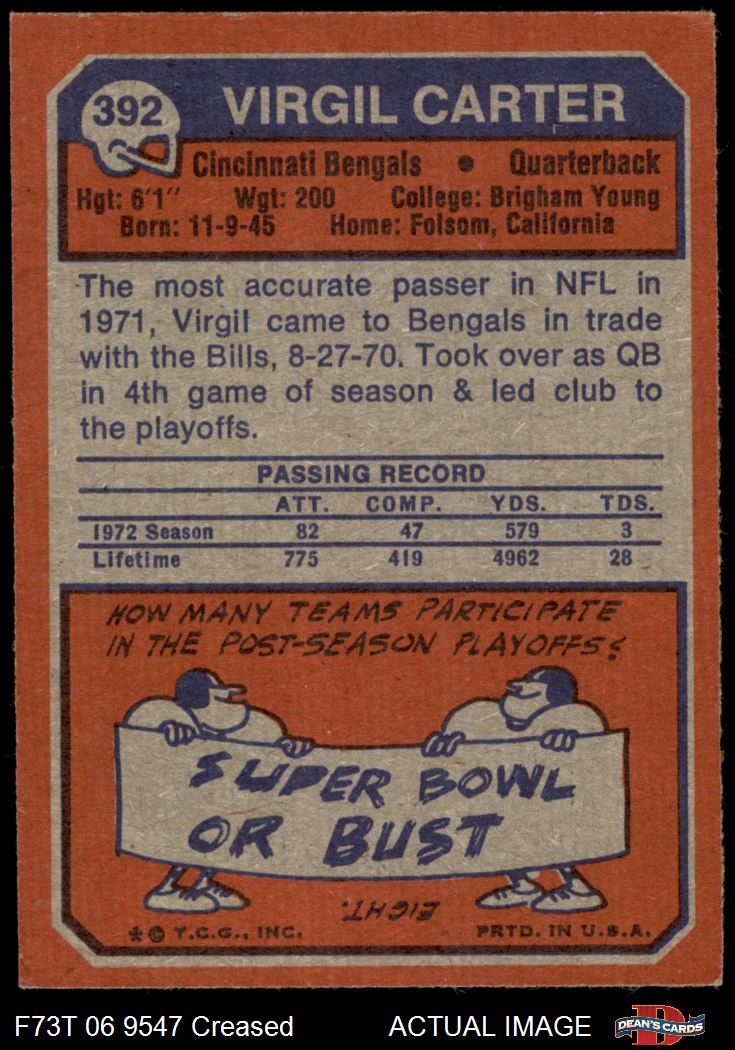 392
VIRGIL CARTER
Cincinnati Bengals • Quarterback
Hgt: 6'1" Wgt: 200 College: Brigham Young
Born: 11-9-45 Home: Folsom, California
The most accurate passer in NFL in
1971, Virgil came to Bengals in trade
with the Bills, 8-27-70. Took over as QB
in 4th game of season & led club to
the playoffs.
PASSING RECORD
ATT. COMP. YDS. TDS.
1972 Season 82 47 579 3
Lifetime 775 419 4962 28
HOW MANY TEAMS PARTICIPATE
IN THE POST-SEASON PLAYOFFS?
SUPER BOWL
OR BUST
EIGHT.
* © T.C.G., INC. PRTD. IN U.S.A.
F73T 06 9547 Creased ACTUAL IMAGE DEAN'S CARDS